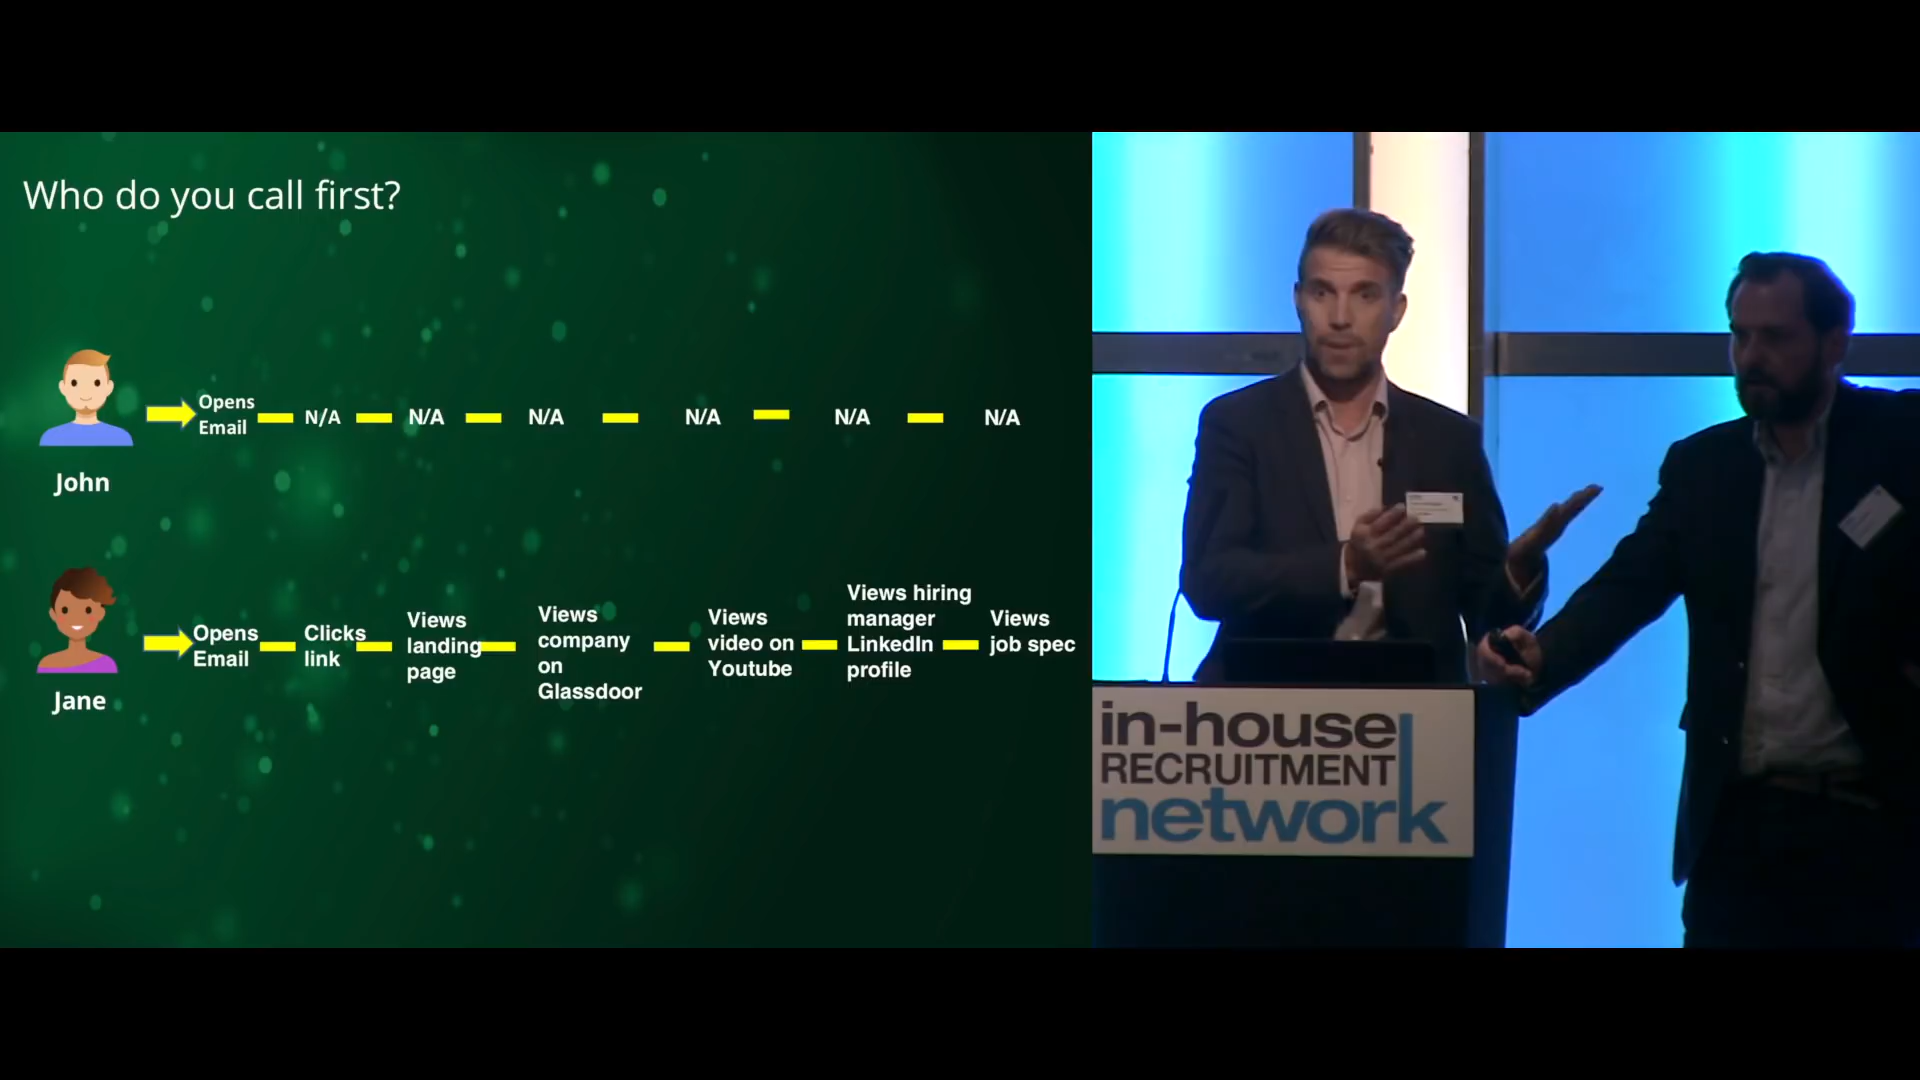 Who do you call first?
Opens
Email
N/A
N/A
N/A
N/A
N/A
N/A
John
Opens
Email
Clicks
link
Views
landing
page
Views
company
on
Glassdoor
Views
video on
Youtube
Views hiring
manager
LinkedIn
profile
Views
job spec
Jane
in-house
RECRUITMENT
network